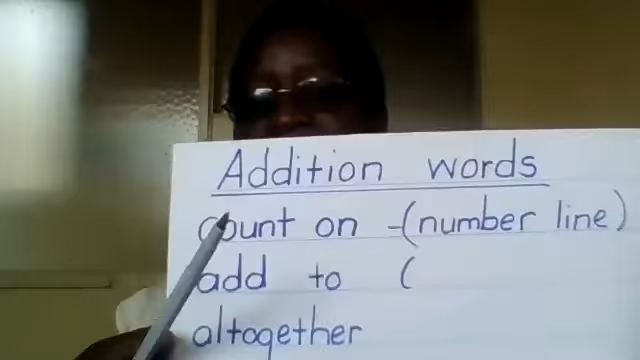 Addition words
count on -(number line)
add to (
altogether